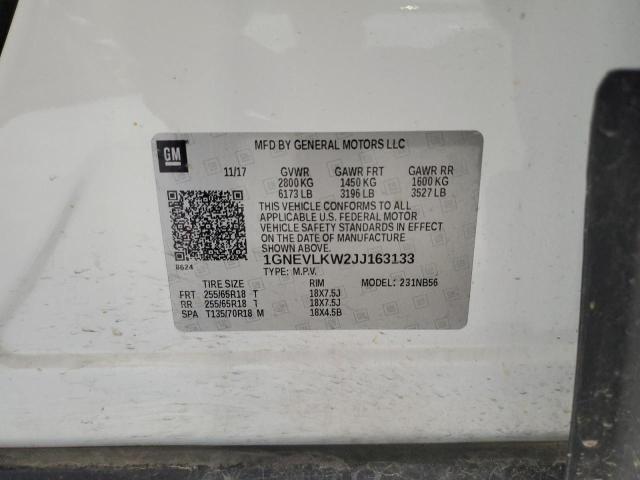 GM
MFD BY GENERAL MOTORS LLC
11/17 GVWR GAWR FRT GAWR RR
2800 KG 1450 KG 1600 KG
6173 LB 3196 LB 3527 LB
THIS VEHICLE CONFORMS TO ALL
APPLICABLE U.S. FEDERAL MOTOR
VEHICLE SAFETY STANDARDS IN EFFECT
ON THE DATE OF MANUFACTURE
SHOWN ABOVE.
1GNEVLKW2JJ163133
8624 TYPE: M.P.V.
TIRE SIZE RIM MODEL: 231NB56
FRT 255/65R18 T 18X7.5J
RR 255/65R18 T 18X7.5J
SPA T135/70R18 M 18X4.5B